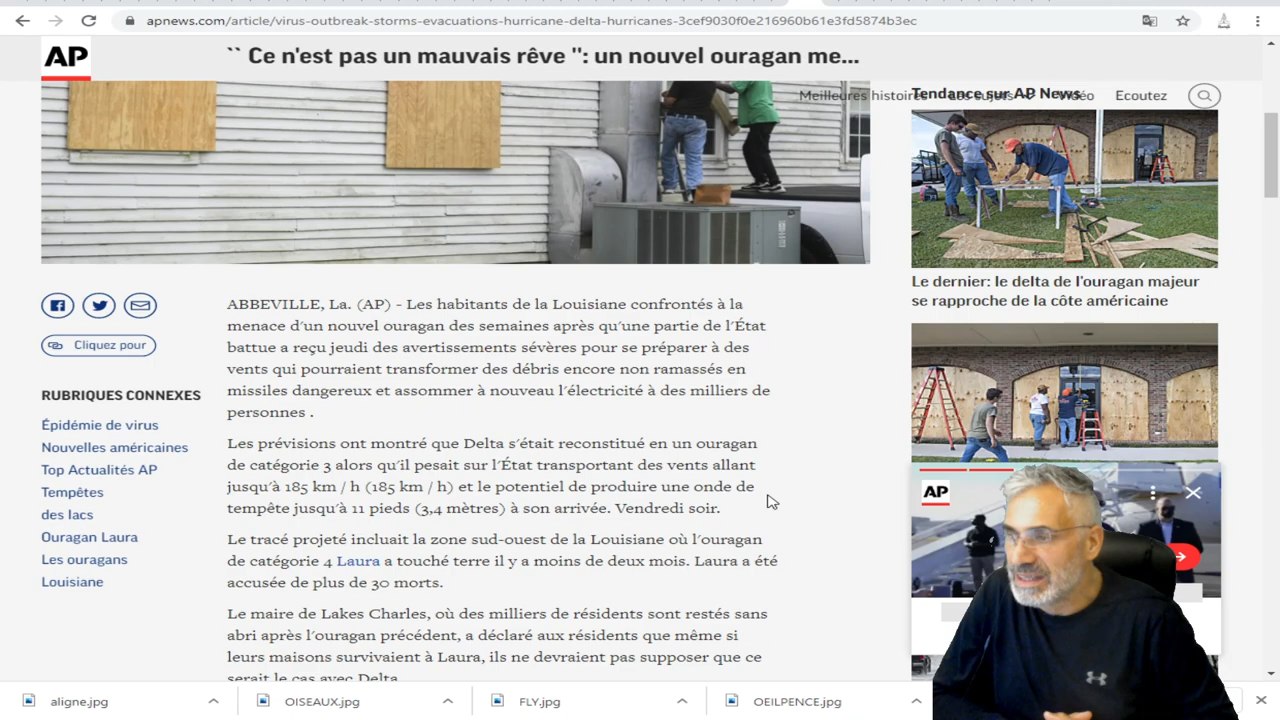 apnews.com/article/virus-outbreak-storms-evacuations-hurricane-delta-hurricanes-3cef9030f0e216960b61e3fd5874b3ec
AP
`` Ce n'est pas un mauvais rêve '': un nouvel ouragan me...
Meilleures histoires
Vidéo
Ecoutez
Tendance sur AP News
Le dernier: le delta de l'ouragan majeur
se rapproche de la côte américaine
Cliquez pour
RUBRIQUES CONNEXES
Épidémie de virus
Nouvelles américaines
Top Actualités AP
Tempêtes
des lacs
Ouragan Laura
Les ouragans
Louisiane
ABBEVILLE, La. (AP) - Les habitants de la Louisiane confrontés à la
menace d'un nouvel ouragan des semaines après qu'une partie de l'État
battue a reçu jeudi des avertissements sévères pour se préparer à des
vents qui pourraient transformer des débris encore non ramassés en
missiles dangereux et assommer à nouveau l'électricité à des milliers de
personnes .
Les prévisions ont montré que Delta s'était reconstitué en un ouragan
de catégorie 3 alors qu'il pesait sur l'État transportant des vents allant
jusqu'à 185 km / h (185 km / h) et le potentiel de produire une onde de
tempête jusqu'à 11 pieds (3,4 mètres) à son arrivée. Vendredi soir.
Le tracé projeté incluait la zone sud-ouest de la Louisiane où l'ouragan
de catégorie 4 Laura a touché terre il y a moins de deux mois. Laura a été
accusée de plus de 30 morts.
Le maire de Lakes Charles, où des milliers de résidents sont restés sans
abri après l'ouragan précédent, a déclaré aux résidents que même si
leurs maisons survivaient à Laura, ils ne devraient pas supposer que ce
serait le cas avec Delta.
AP
aligne.jpg
OISEAUX.jpg
FLY.jpg
OEILPENCE.jpg